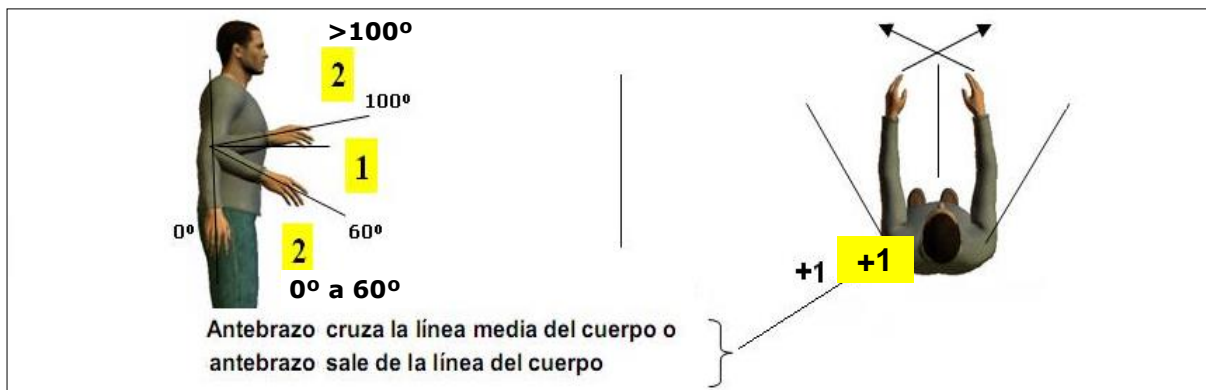 >100º
2
100º
1
0º
60º
2
0º a 60º
+1
+1
Antebrazo cruza la línea media del cuerpo o
antebrazo sale de la línea del cuerpo